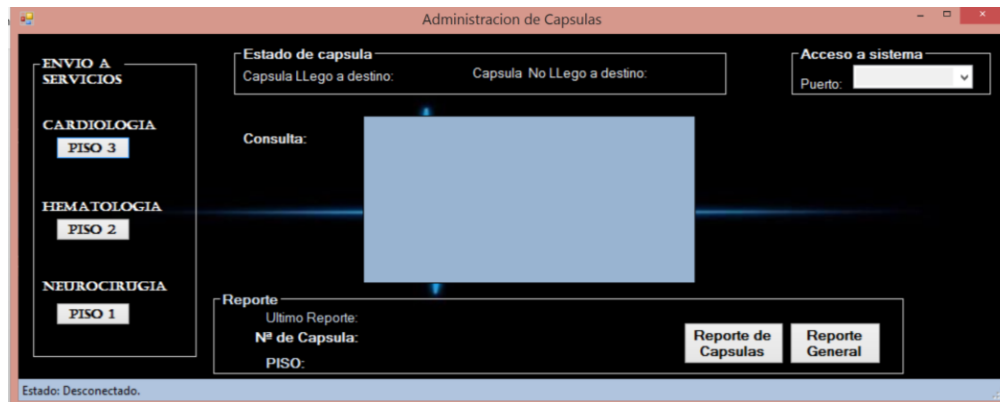 Administracion de Capsulas
ENVIO A
SERVICIOS
CARDIOLOGIA
PISO 3
HEMATOLOGIA
PISO 2
NEUROCIRUGIA
PISO 1
Estado de capsula
Capsula LLego a destino:
Capsula No LLego a destino:
Acceso a sistema
Puerto:
Consulta:
Reporte
Ultimo Reporte:
Nª de Capsula:
PISO:
Reporte de
Capsulas
Reporte
General
Estado: Desconectado.